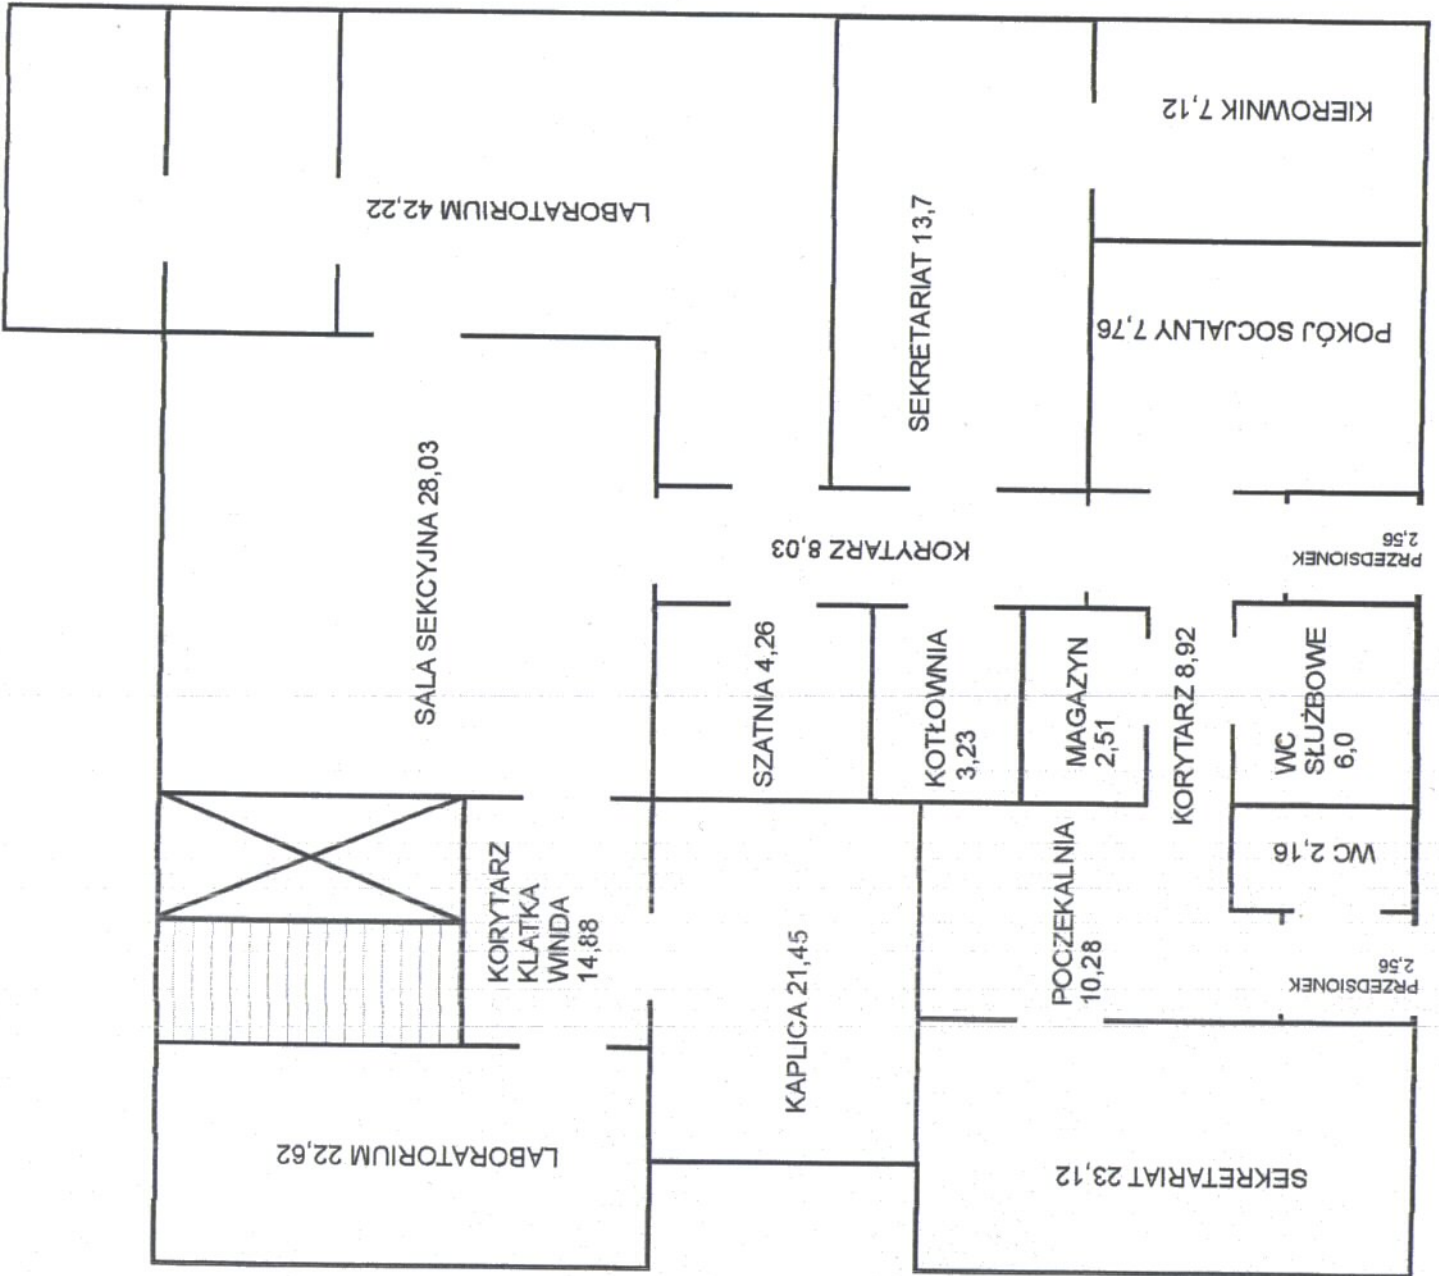 LABORATORIUM 42,22
KIEROWNIK 7,12
SEKRETARIAT 13,7
POKÓJ SOCJALNY 7,76
SALA SEKCYJNA 28,03
KORYTARZ 8,03
PRZEDSIONEK
2,56
SZATNIA 4,26
KOTŁOWNIA
3,23
MAGAZYN
2,51
KORYTARZ 8,92
WC
SŁUŻBOWE
6,0
KORYTARZ
KLATKA
WINDA
14,88
KAPLICA 21,45
POCZEKALNIA
10,28
WC 2,16
PRZEDSIONEK
2,56
LABORATORIUM 22,62
SEKRETARIAT 23,12